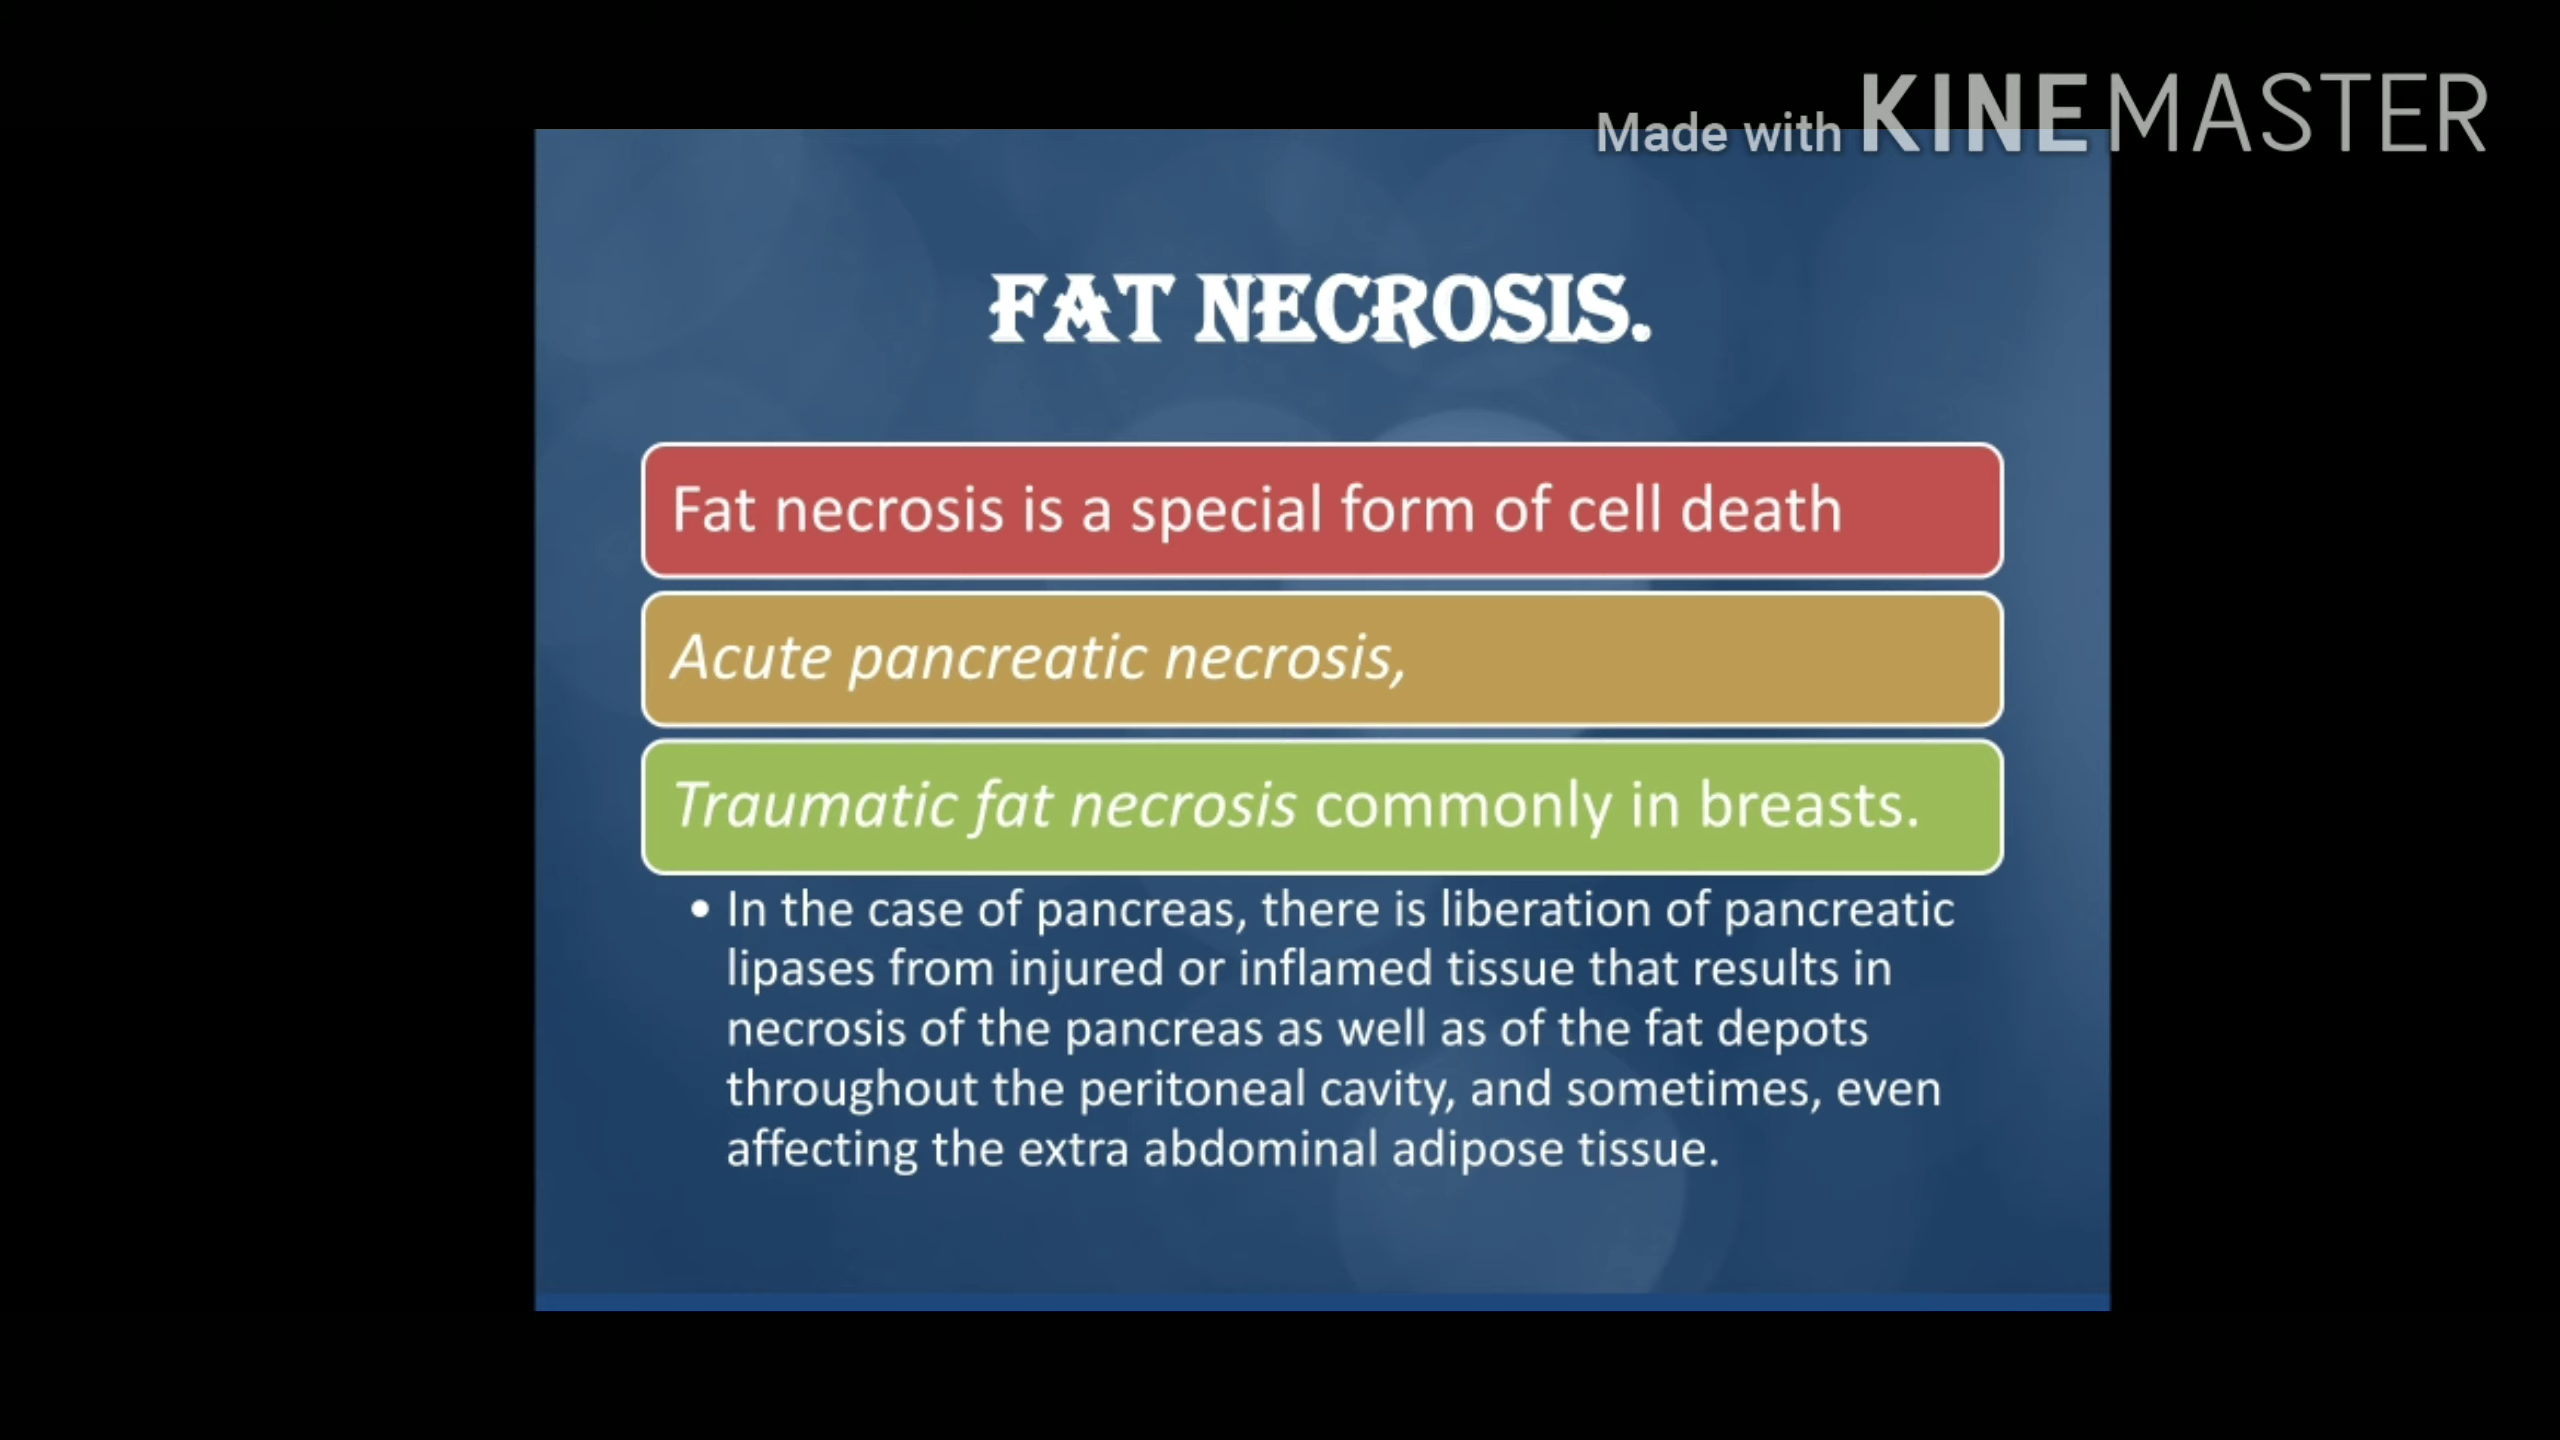 Made with KINEMASTER
FAT NECROSIS.
Fat necrosis is a special form of cell death
Acute pancreatic necrosis,
Traumatic fat necrosis commonly in breasts.
• In the case of pancreas, there is liberation of pancreatic
lipases from injured or inflamed tissue that results in
necrosis of the pancreas as well as of the fat depots
throughout the peritoneal cavity, and sometimes, even
affecting the extra abdominal adipose tissue.